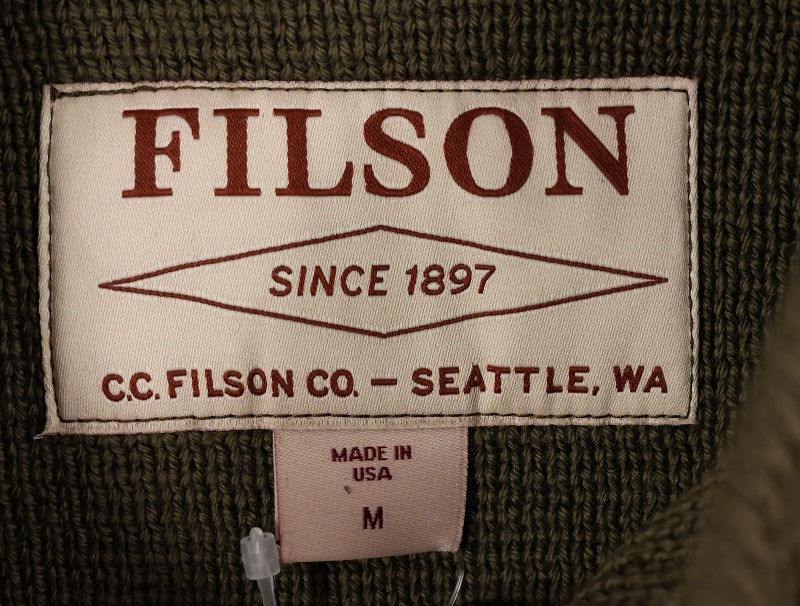 FILSON
SINCE 1897
C.C. FILSON CO. — SEATTLE, WA
MADE IN
USA
M